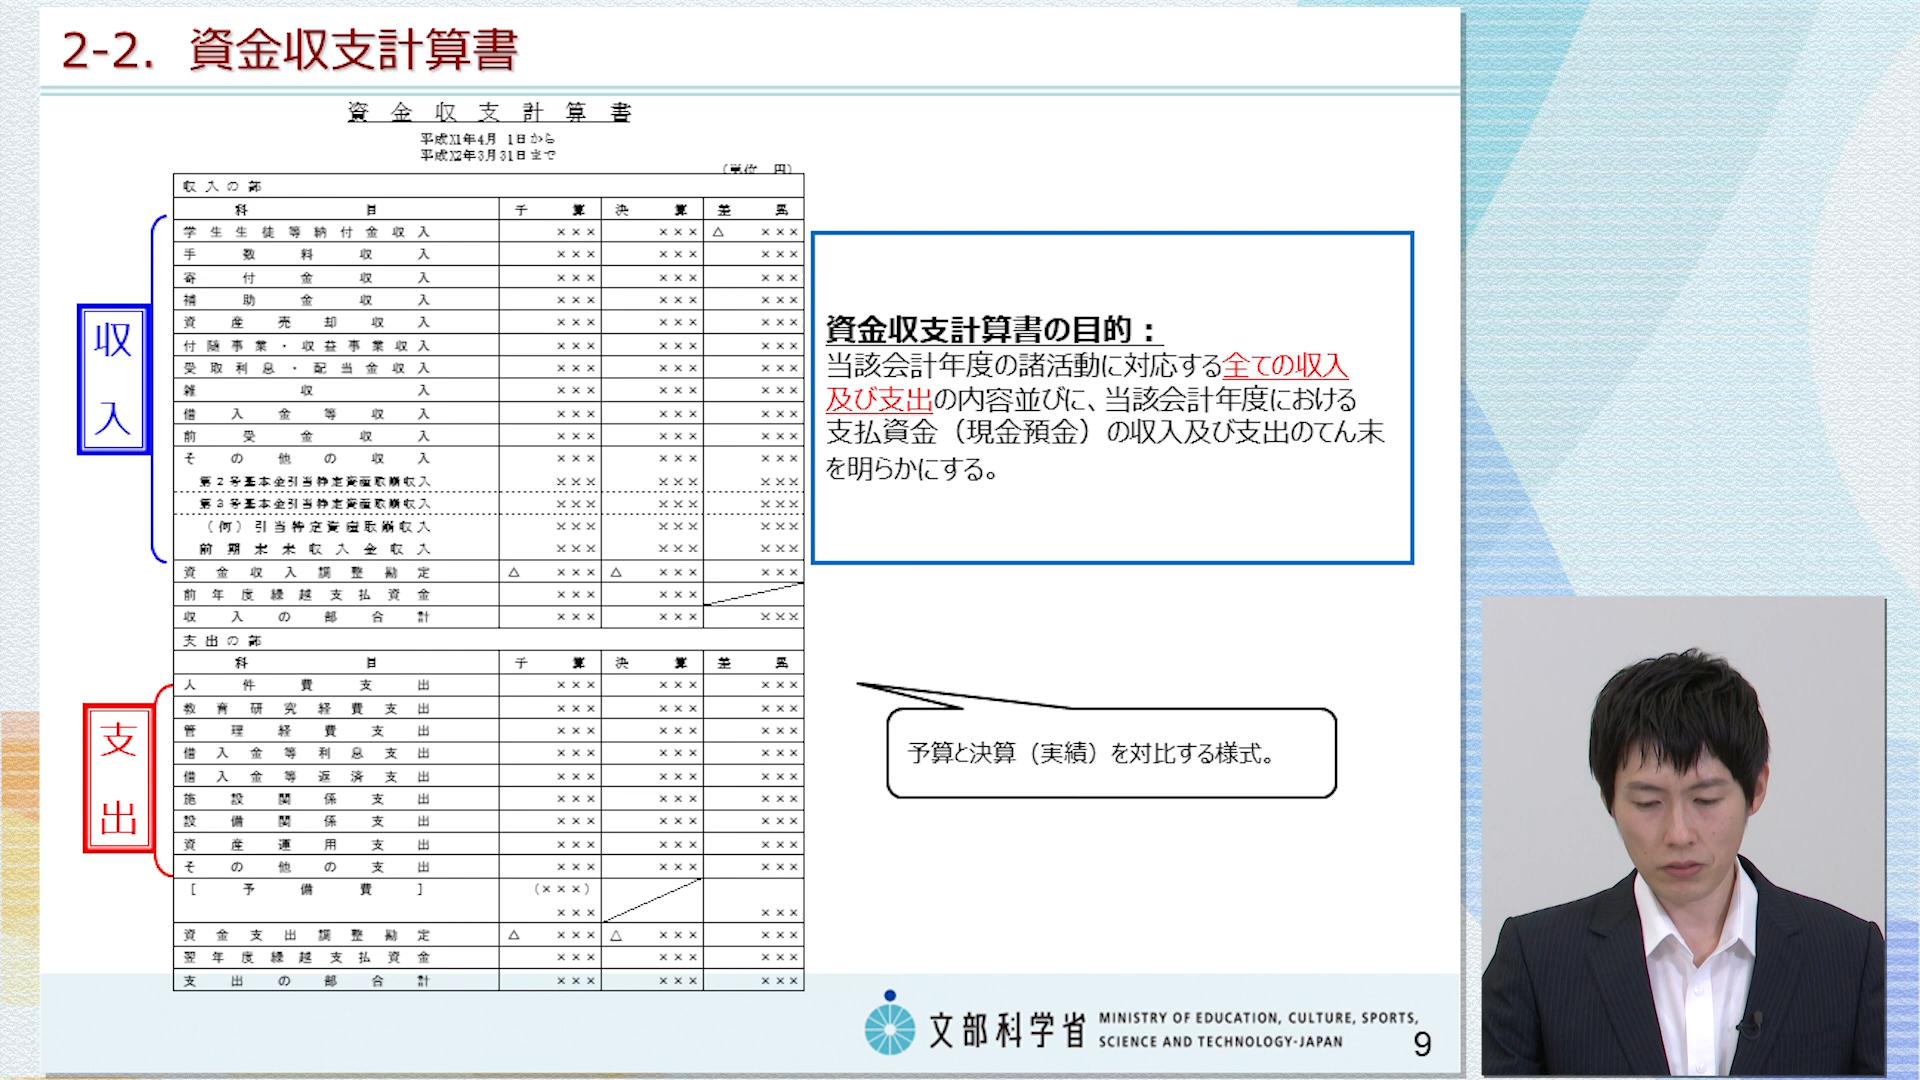 2-2. 資金収支計算書
資金収支計算書
平成X1年4月 1日から
平成X2年3月31日まで
(単位 円)
収入の部
科 目 予 算 決 算 差 異
学生生徒等納付金収入 ××× ××× △ ×××
手数料収入 ××× ××× ×××
寄付金収入 ××× ××× ×××
補助金収入 ××× ××× ×××
資産売却収入 ××× ××× ×××
付随事業・収益事業収入 ××× ××× ×××
受取利息・配当金収入 ××× ××× ×××
雑収入 ××× ××× ×××
借入金等収入 ××× ××× ×××
前受金収入 ××× ××× ×××
その他の収入 ××× ××× ×××
第2号基本金引当特定資産取崩収入 ××× ××× ×××
第3号基本金引当特定資産取崩収入 ××× ××× ×××
(何)引当特定資産取崩収入 ××× ××× ×××
前期末未収入金収入 ××× ××× ×××
資金収入調整勘定 △ ××× △ ××× ×××
前年度繰越支払資金 ××× ×××
収入の部合計 ××× ××× ×××
支出の部
科 目 予 算 決 算 差 異
人件費支出 ××× ××× ×××
教育研究経費支出 ××× ××× ×××
管理経費支出 ××× ××× ×××
借入金等利息支出 ××× ××× ×××
借入金等返済支出 ××× ××× ×××
施設関係支出 ××× ××× ×××
設備関係支出 ××× ××× ×××
資産運用支出 ××× ××× ×××
その他の支出 ××× ××× ×××
[予備費] (×××)
××× ×××
資金支出調整勘定 △ ××× △ ××× ×××
翌年度繰越支払資金 ××× ××× ×××
支出の部合計 ××× ××× ×××
収入
支出
資金収支計算書の目的：
当該会計年度の諸活動に対応する全ての収入
及び支出の内容並びに、当該会計年度における
支払資金（現金預金）の収入及び支出のてん末
を明らかにする。
予算と決算（実績）を対比する様式。
文部科学省
MINISTRY OF EDUCATION, CULTURE, SPORTS,
SCIENCE AND TECHNOLOGY-JAPAN
9